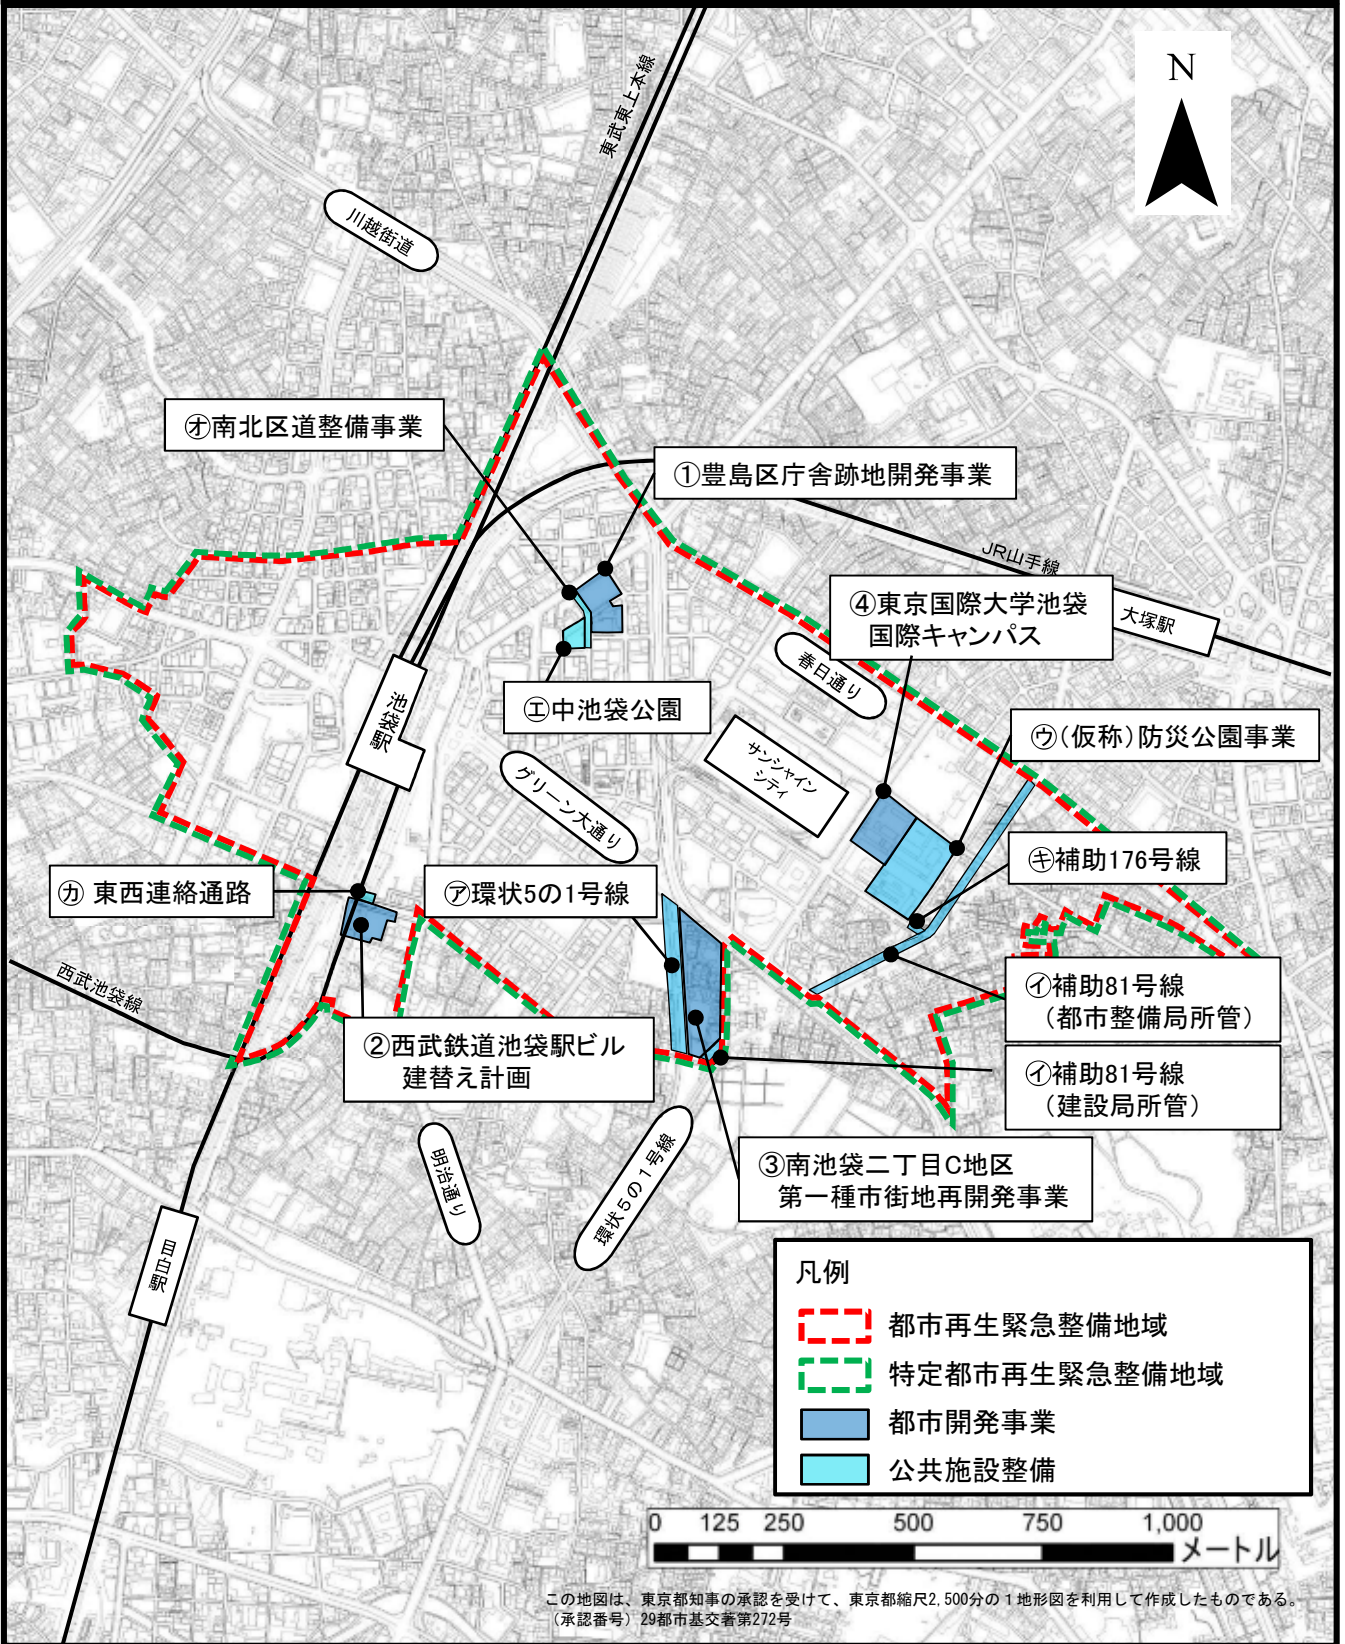 N
東武東上本線
川越街道
㋔南北区道整備事業
①豊島区庁舎跡地開発事業
JR山手線
④東京国際大学池袋
国際キャンパス
大塚駅
春日通り
池袋駅
㋓中池袋公園
㋒(仮称)防災公園事業
サンシャイン
シティ
グリーン大通り
㋖補助176号線
㋕ 東西連絡通路
㋐環状5の1号線
西武池袋線
㋑補助81号線
（都市整備局所管）
②西武鉄道池袋駅ビル
建替え計画
㋑補助81号線
（建設局所管）
明治通り
環状５の１号線
③南池袋二丁目C地区
第一種市街地再開発事業
目白駅
凡例
都市再生緊急整備地域
特定都市再生緊急整備地域
都市開発事業
公共施設整備
0 125 250 500 750 1,000
メートル
この地図は、東京都知事の承認を受けて、東京都縮尺2,500分の１地形図を利用して作成したものである。
（承認番号）29都市基交著第272号